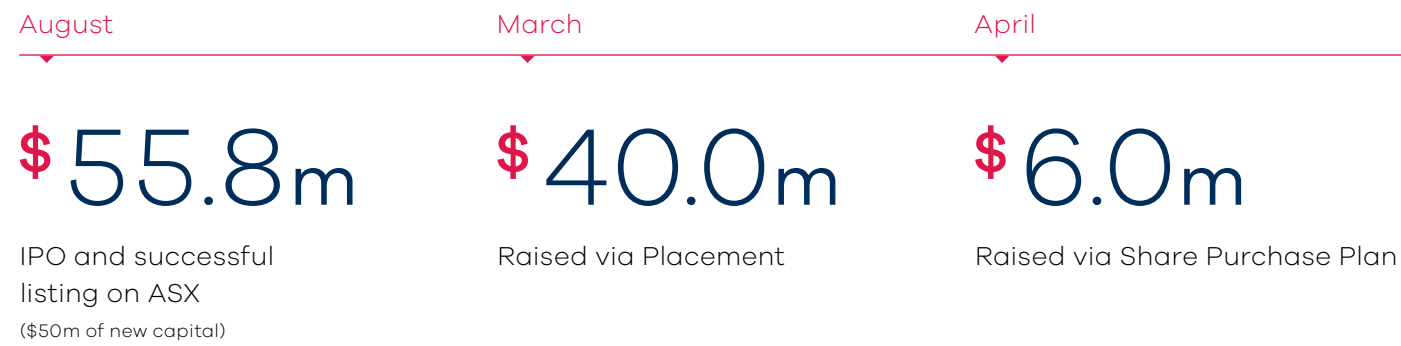 August
$55.8m
IPO and successful
listing on ASX
($50m of new capital)
March
$40.0m
Raised via Placement
April
$6.0m
Raised via Share Purchase Plan